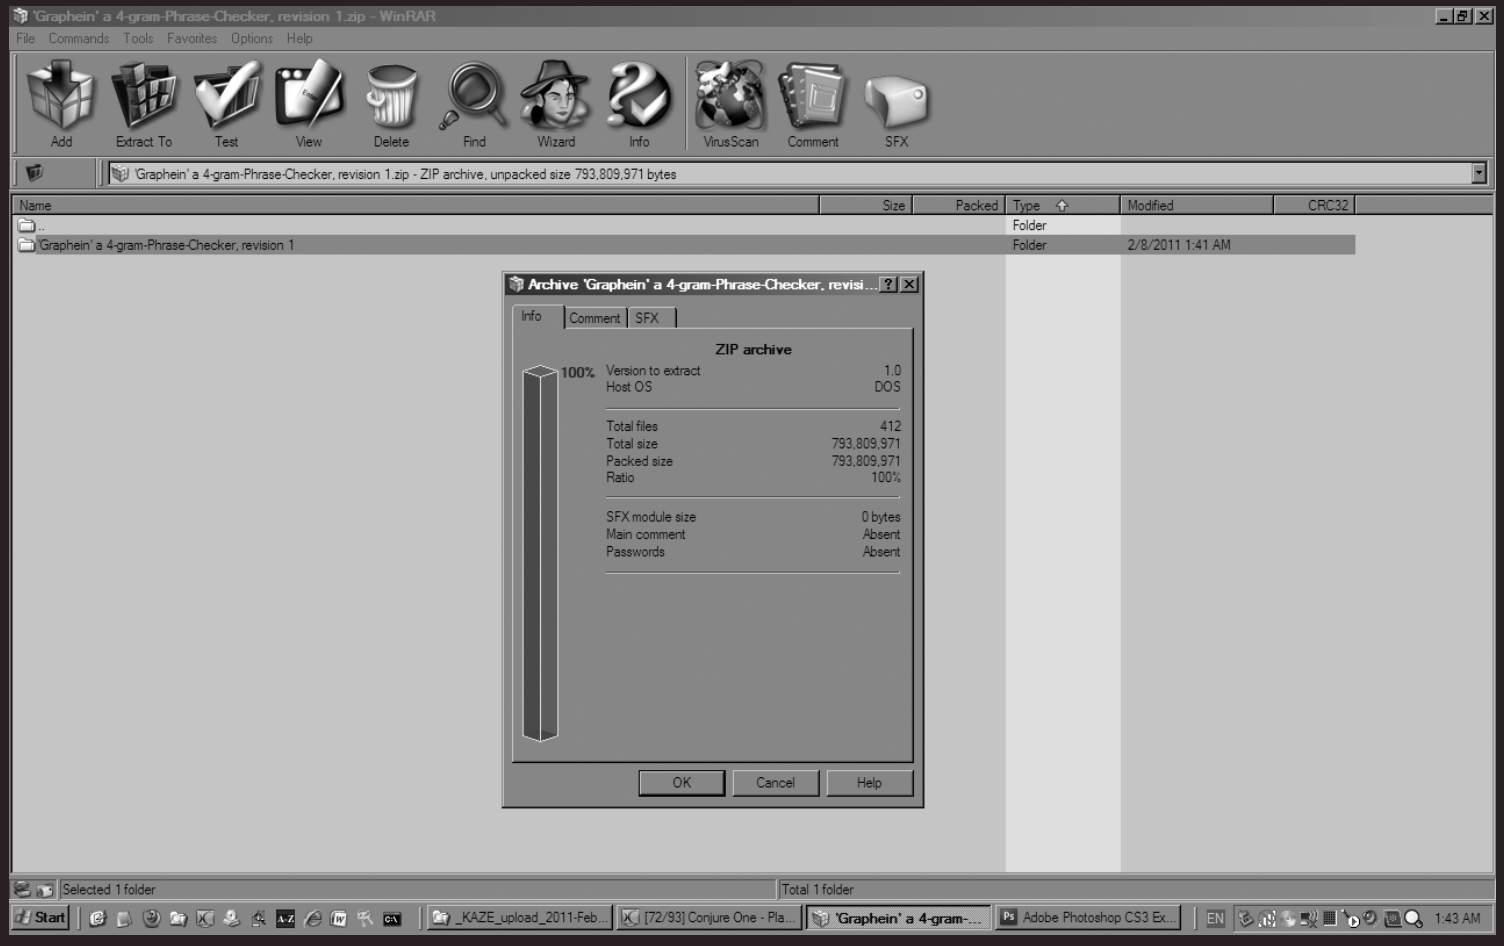 'Graphein' a 4-gram-Phrase-Checker, revision 1.zip - WinRAR
File Commands Tools Favorites Options Help
Add Extract To Test View Delete Find Wizard Info VirusScan Comment SFX
'Graphein' a 4-gram-Phrase-Checker, revision 1.zip - ZIP archive, unpacked size 793,809,971 bytes
Name Size Packed Type Modified CRC32
.. Folder
'Graphein' a 4-gram-Phrase-Checker, revision 1 Folder 2/8/2011 1:41 AM
Archive 'Graphein' a 4-gram-Phrase-Checker, revisi...
Info Comment SFX
ZIP archive
100% Version to extract 1.0
Host OS DOS
Total files 412
Total size 793,809,971
Packed size 793,809,971
Ratio 100%
SFX module size 0 bytes
Main comment Absent
Passwords Absent
OK Cancel Help
Selected 1 folder Total 1 folder
Start A-Z C:\ _KAZE_upload_2011-Feb... [72/93] Conjure One - Pla... 'Graphein' a 4-gram-... Ps Adobe Photoshop CS3 Ex... EN 1:43 AM